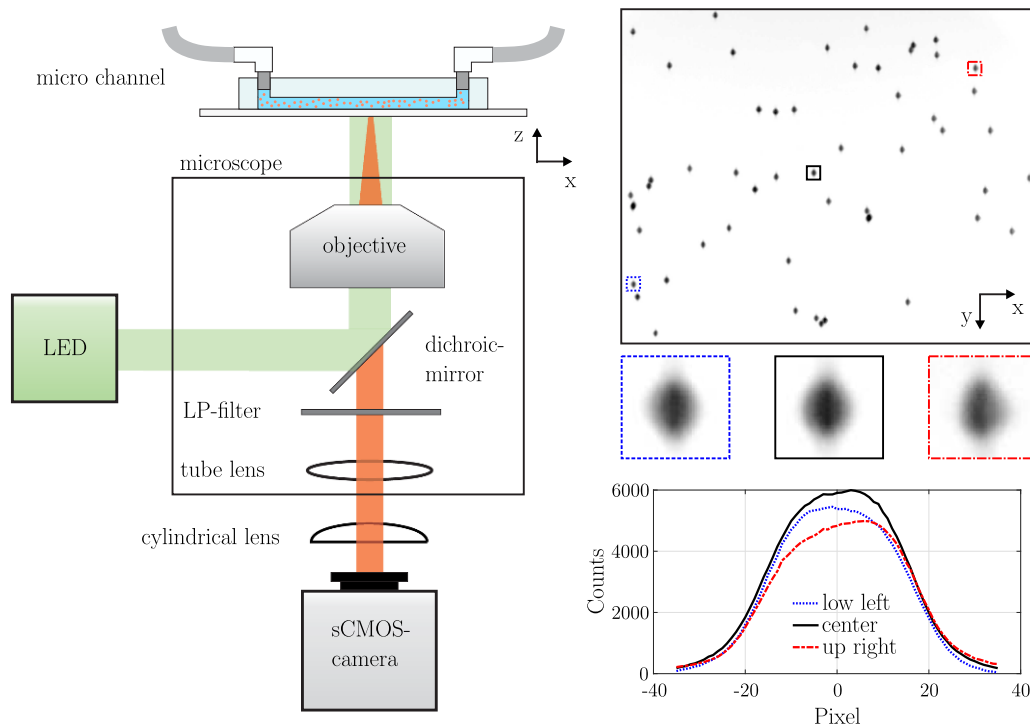 micro channel
z
x
microscope
objective
LED
dichroic-
mirror
LP-filter
tube lens
cylindrical lens
sCMOS-
camera
y
x
6000
4000
2000
0
Counts
low left
center
up right
-40
-20
0
20
40
Pixel